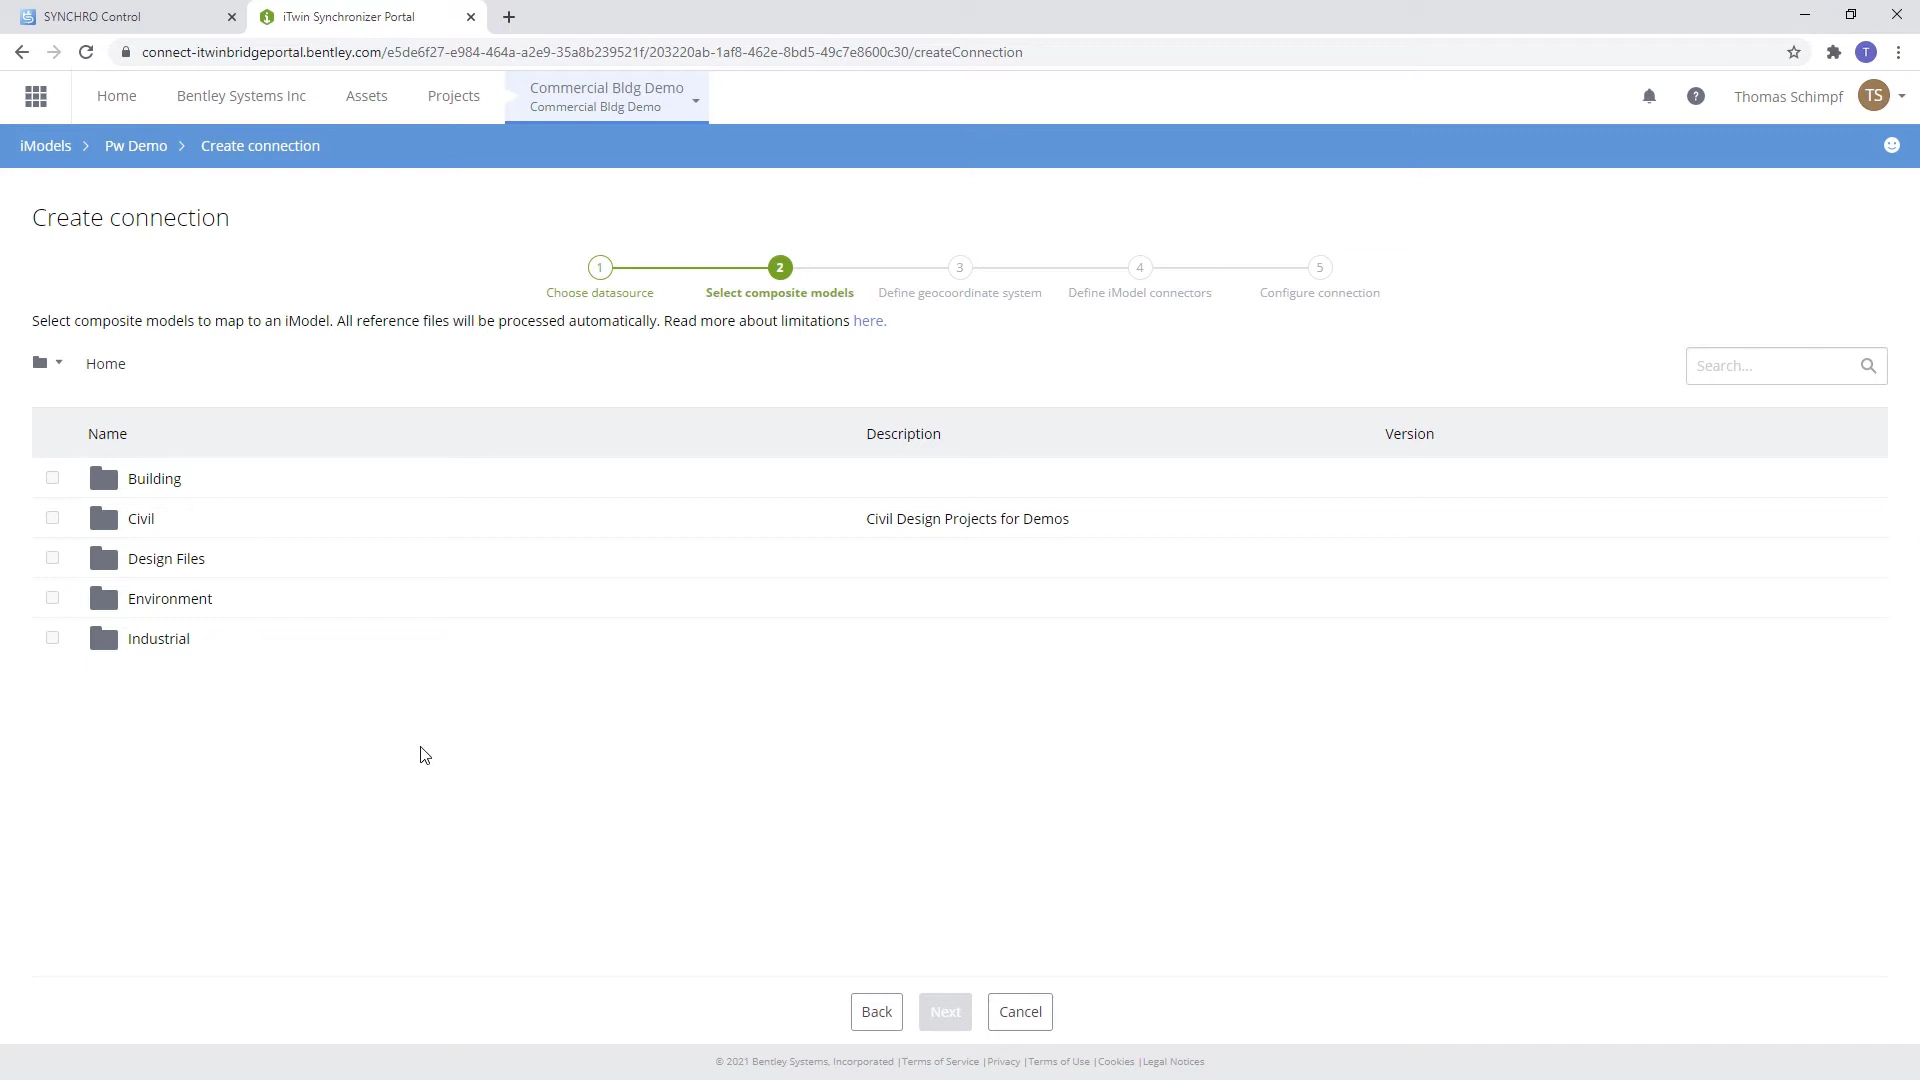 SYNCHRO Control
iTwin Synchronizer Portal
connect-itwinbridgeportal.bentley.com/e5de6f27-e984-464a-a2e9-35a8b239521f/203220ab-1af8-462e-8bd5-49c7e8600c30/createConnection
T
Home
Bentley Systems Inc
Assets
Projects
Commercial Bldg Demo
Commercial Bldg Demo
Thomas Schimpf
TS
iModels > Pw Demo > Create connection
Create connection
1 2 3 4 5
Choose datasource
Select composite models
Define geocoordinate system
Define iModel connectors
Configure connection
Select composite models to map to an iModel. All reference files will be processed automatically. Read more about limitations here.
Home
Search...
Name Description Version
Building
Civil Civil Design Projects for Demos
Design Files
Environment
Industrial
Back Next Cancel
© 2021 Bentley Systems, Incorporated |Terms of Service |Privacy |Terms of Use |Cookies |Legal Notices